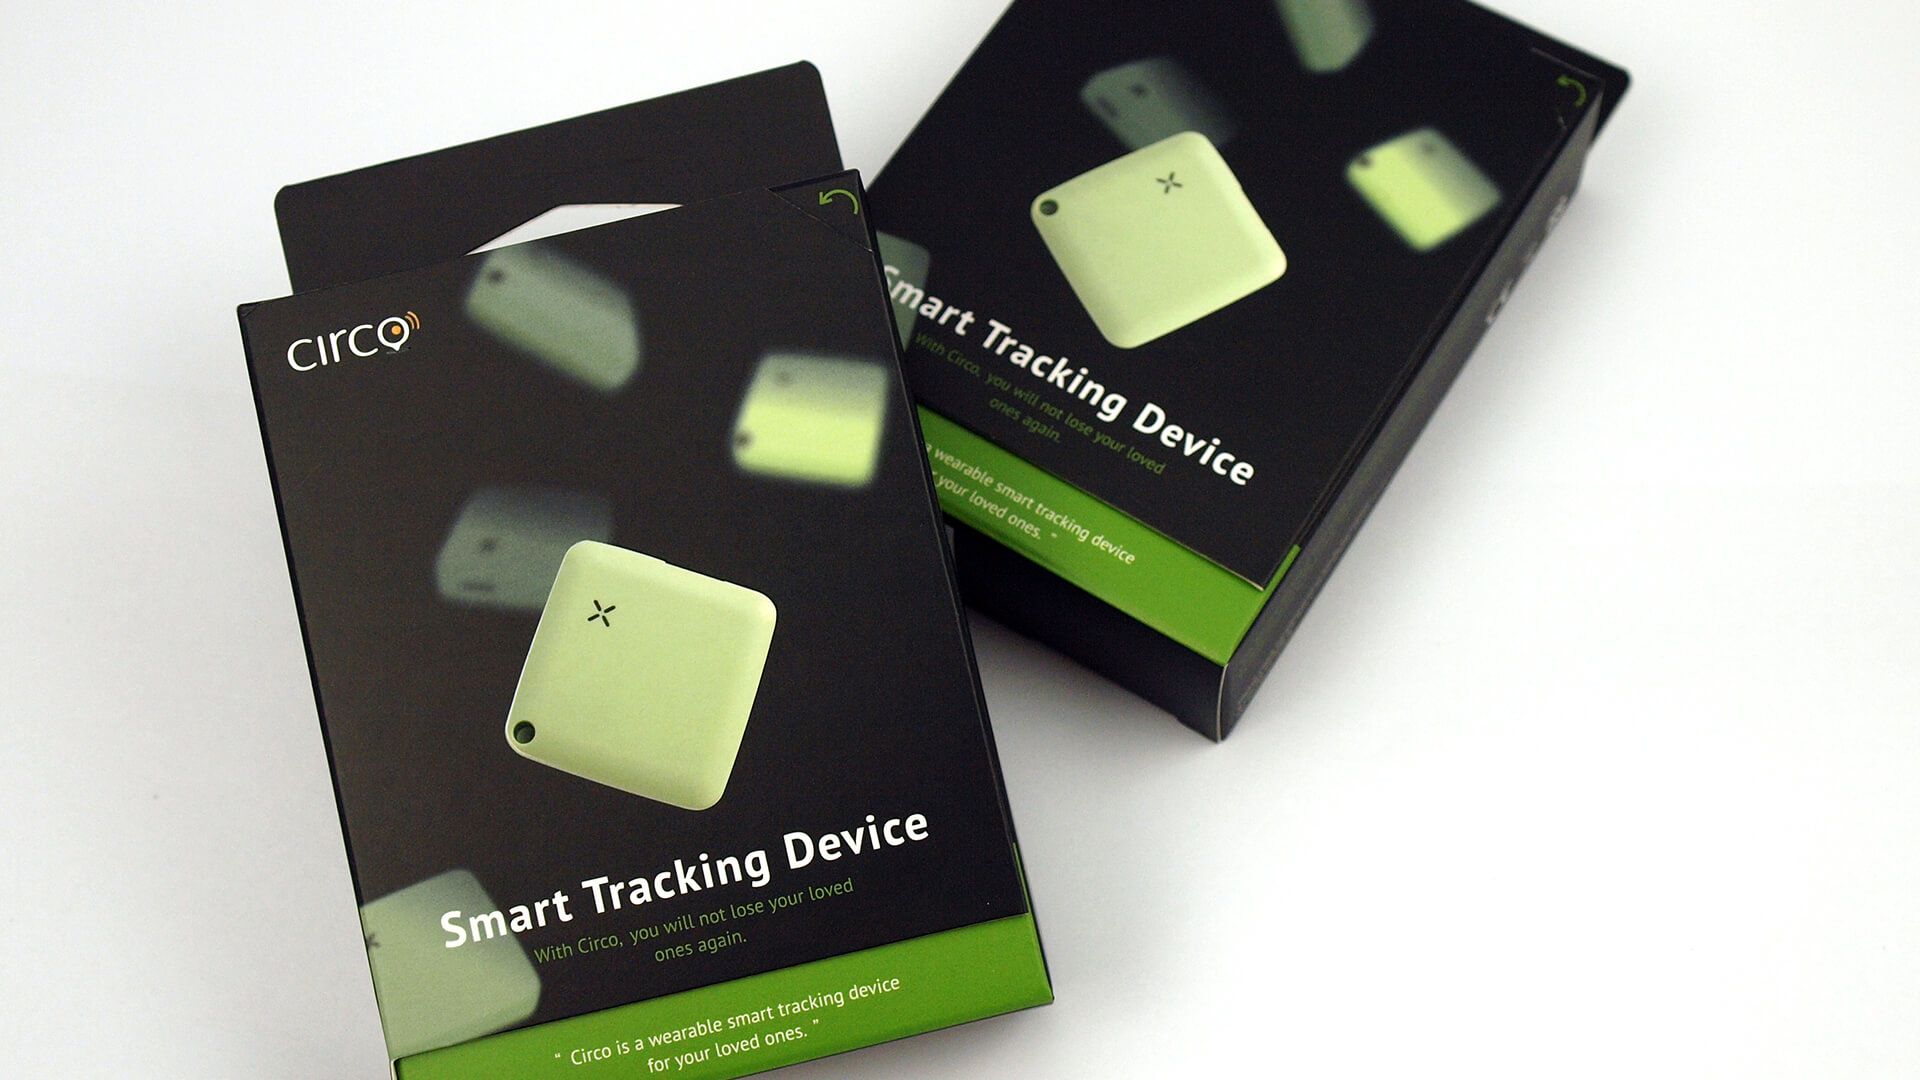 CIrCO
Smart Tracking Device
With Circo, you will not lose your loved
ones again.
“ Circo is a wearable smart tracking device
for your loved ones. ”
Smart Tracking Device
With Circo, you will not lose your loved
ones again.
a wearable smart tracking device
your loved ones. ”